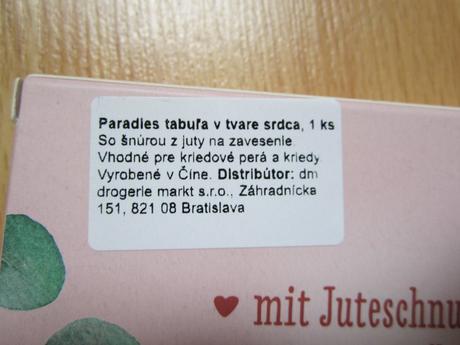 Paradies tabuľa v tvare srdca, 1 ks
So šnúrou z juty na zavesenie.
Vhodné pre kriedové perá a kriedy.
Vyrobené v Číne. Distribútor: dm
drogerie markt s.r.o., Záhradnícka
151, 821 08 Bratislava
mit Juteschnu